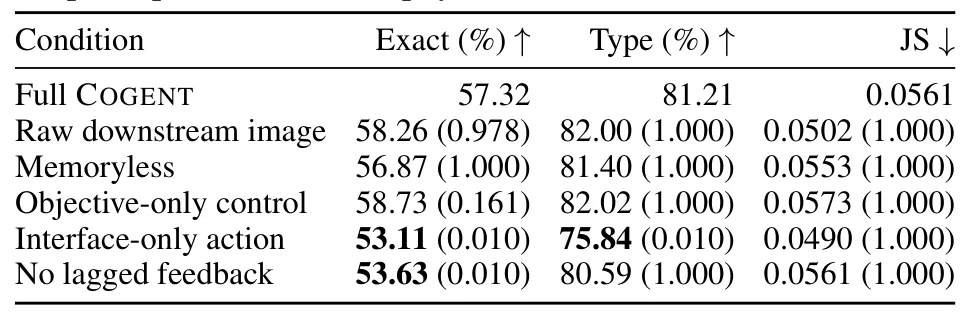 Condition Exact (%) ↑ Type (%) ↑ JS ↓
Full COGENT 57.32 81.21 0.0561
Raw downstream image 58.26 (0.978) 82.00 (1.000) 0.0502 (1.000)
Memoryless 56.87 (1.000) 81.40 (1.000) 0.0553 (1.000)
Objective-only control 58.73 (0.161) 82.02 (1.000) 0.0573 (1.000)
Interface-only action 53.11 (0.010) 75.84 (0.010) 0.0490 (1.000)
No lagged feedback 53.63 (0.010) 80.59 (1.000) 0.0561 (1.000)